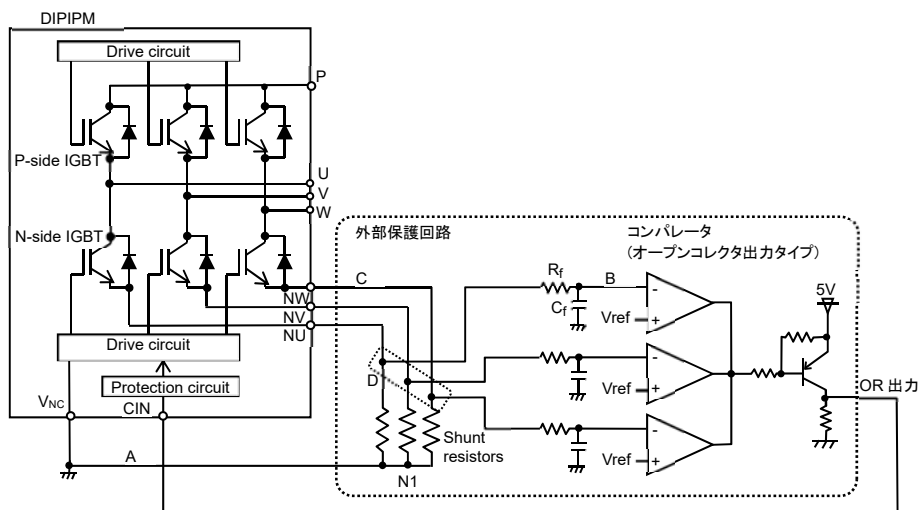 DIPIPM
Drive circuit
P
P-side IGBT
U
V
W
N-side IGBT
外部保護回路
コンパレータ
(オープンコレクタ出力タイプ)
C
Rf
B
5V
NW
Cf
Vref
NV
NU
Drive circuit
D
Vref
Protection circuit
OR 出力
VNC
CIN
Shunt
resistors
Vref
A
N1
-
+
-
+
-
+